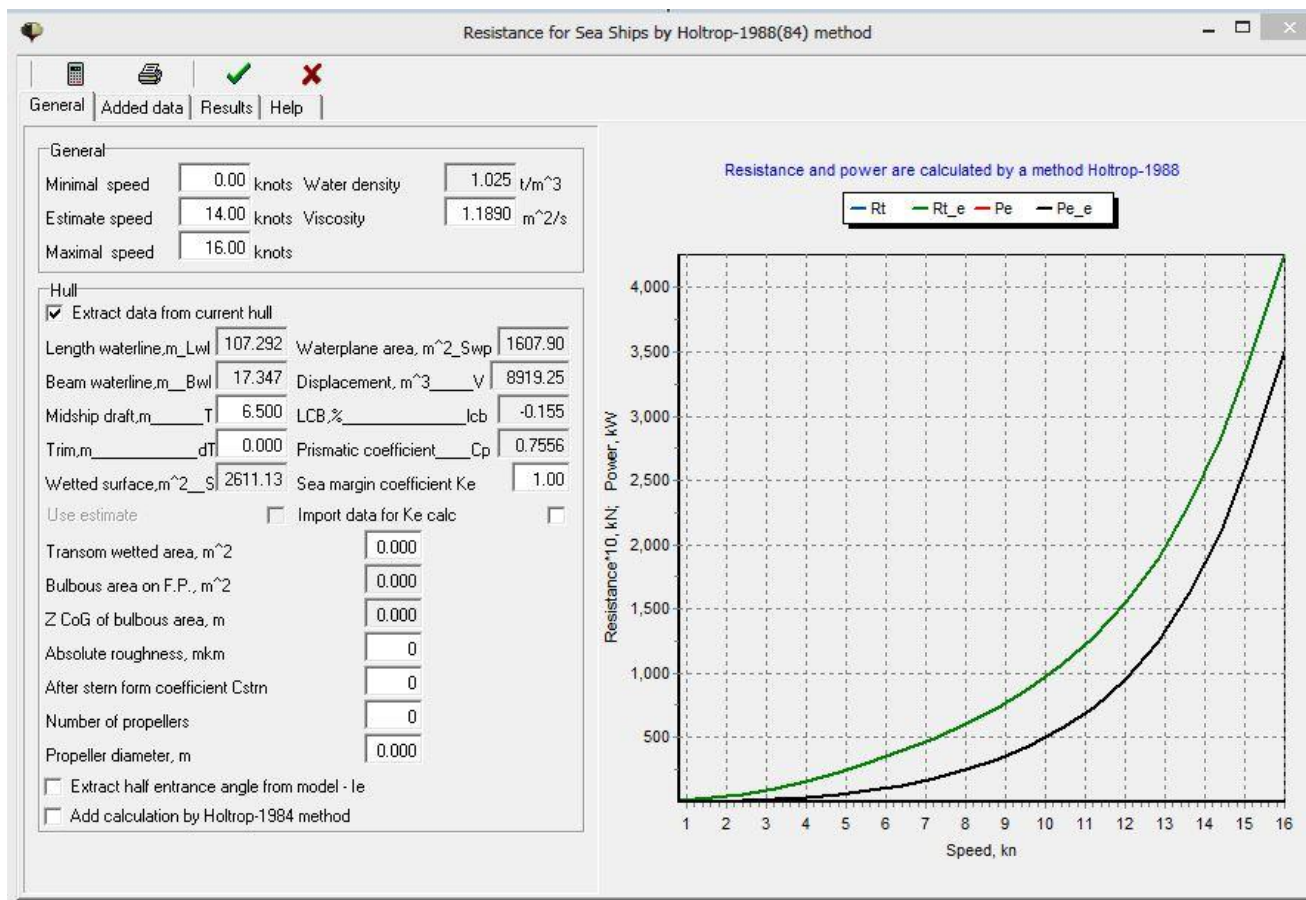 Resistance for Sea Ships by Holtrop-1988(84) method
General Added data Results Help
General
Minimal speed 0.00 knots Water density 1.025 t/m^3
Estimate speed 14.00 knots Viscosity 1.1890 m^2/s
Maximal speed 16.00 knots
Hull
Extract data from current hull
Length waterline,m_Lwl 107.292 Waterplane area, m^2_Swp 1607.90
Beam waterline,m__Bwl 17.347 Displacement, m^3_____V 8919.25
Midship draft,m______T 6.500 LCB,%____________lcb -0.155
Trim,m____________dT 0.000 Prismatic coefficient____Cp 0.7556
Wetted surface,m^2__S 2611.13 Sea margin coefficient Ke 1.00
Use estimate Import data for Ke calc
Transom wetted area, m^2 0.000
Bulbous area on F.P., m^2 0.000
Z CoG of bulbous area, m 0.000
Absolute roughness, mkm 0
After stern form coefficient Cstrn 0
Number of propellers 0
Propeller diameter, m 0.000
Extract half entrance angle from model - Ie
Add calculation by Holtrop-1984 method
Resistance and power are calculated by a method Holtrop-1988
Rt Rt_e Pe Pe_e
Resistance*10, kN; Power, kW
4,000
3,500
3,000
2,500
2,000
1,500
1,000
500
1 2 3 4 5 6 7 8 9 10 11 12 13 14 15 16
Speed, kn